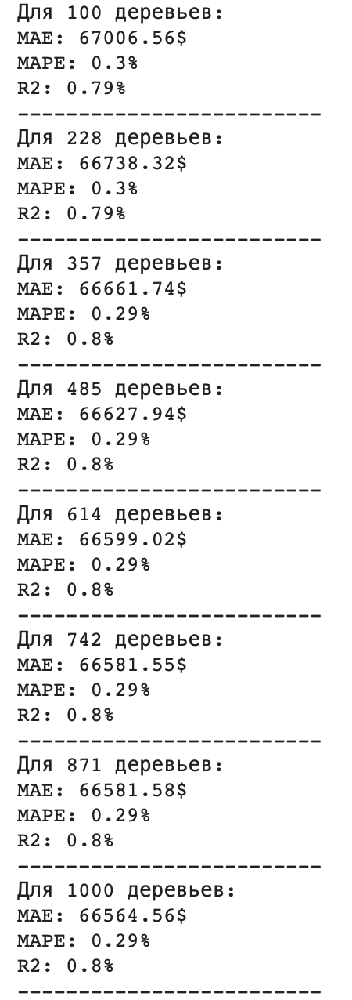 Для 100 деревьев:
MAE: 67006.56$
MAPE: 0.3%
R2: 0.79%
-------------------------
Для 228 деревьев:
MAE: 66738.32$
MAPE: 0.3%
R2: 0.79%
-------------------------
Для 357 деревьев:
MAE: 66661.74$
MAPE: 0.29%
R2: 0.8%
-------------------------
Для 485 деревьев:
MAE: 66627.94$
MAPE: 0.29%
R2: 0.8%
-------------------------
Для 614 деревьев:
MAE: 66599.02$
MAPE: 0.29%
R2: 0.8%
-------------------------
Для 742 деревьев:
MAE: 66581.55$
MAPE: 0.29%
R2: 0.8%
-------------------------
Для 871 деревьев:
MAE: 66581.58$
MAPE: 0.29%
R2: 0.8%
-------------------------
Для 1000 деревьев:
MAE: 66564.56$
MAPE: 0.29%
R2: 0.8%
-------------------------